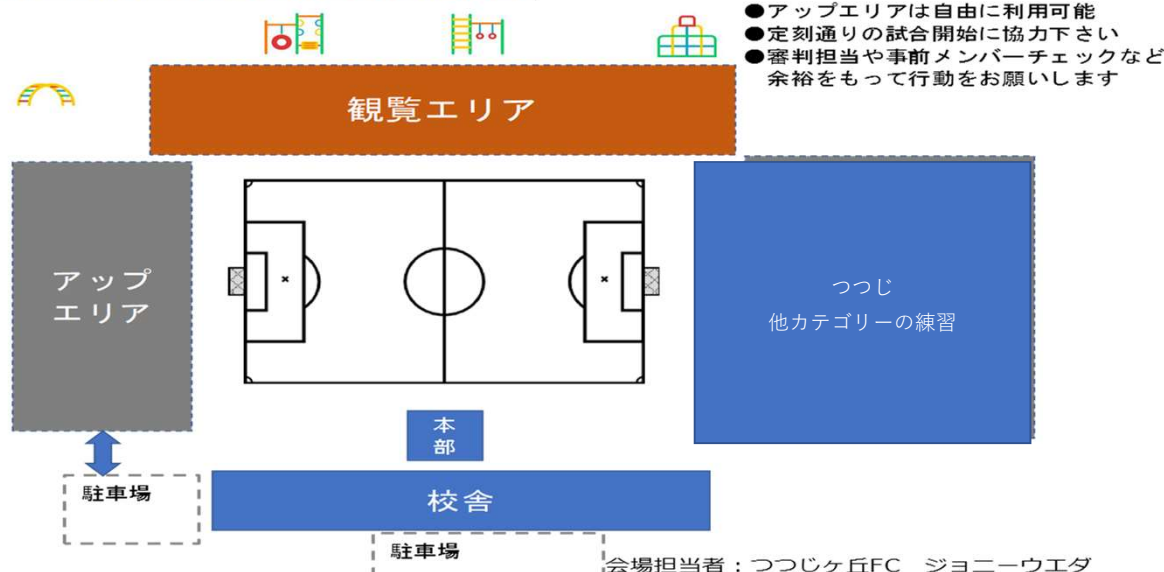 ●アップエリアは自由に利用可能
●定刻通りの試合開始に協力下さい
●審判担当や事前メンバーチェックなど
余裕をもって行動をお願いします
観覧エリア
アップ
エリア
つつじ
他カテゴリーの練習
本
部
駐車場
校舎
駐車場
会場担当者：つつじヶ丘FC　ジョニーウエダ